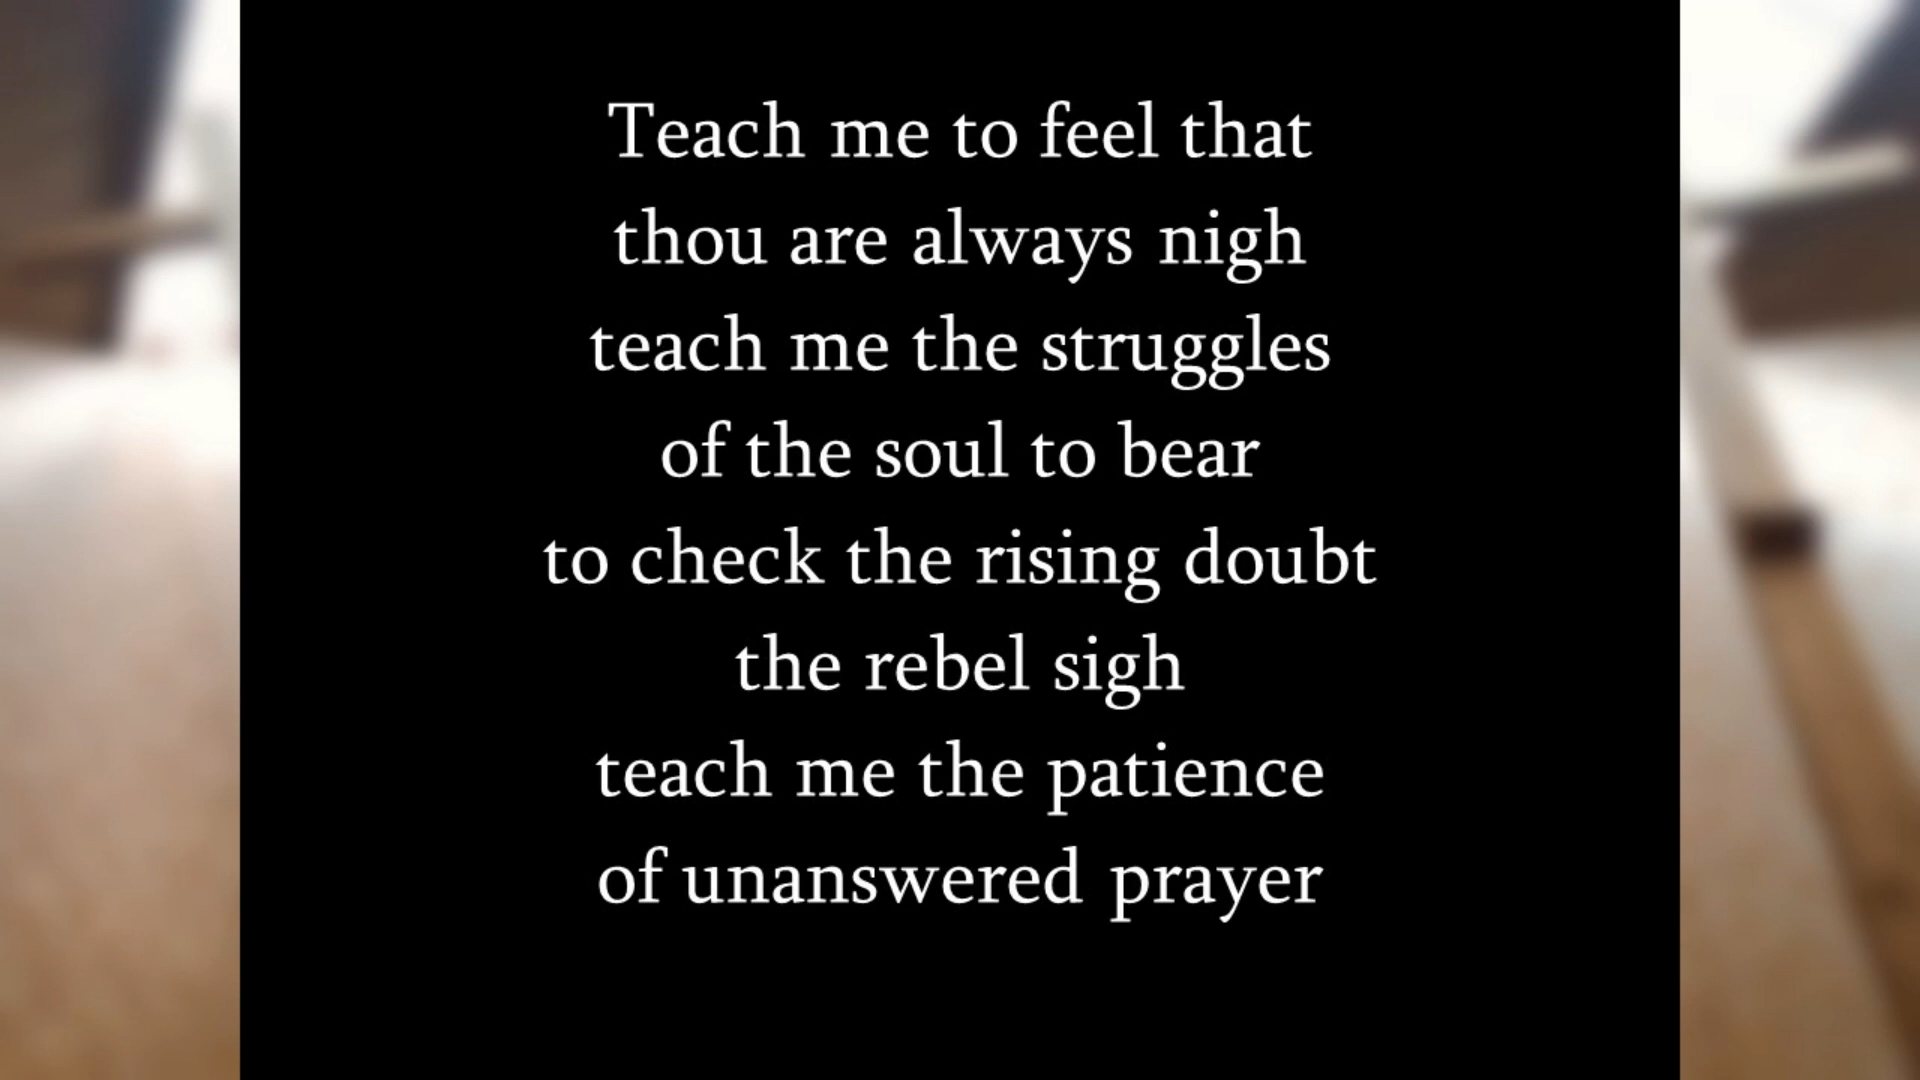 Teach me to feel that
thou are always nigh
teach me the struggles
of the soul to bear
to check the rising doubt
the rebel sigh
teach me the patience
of unanswered prayer